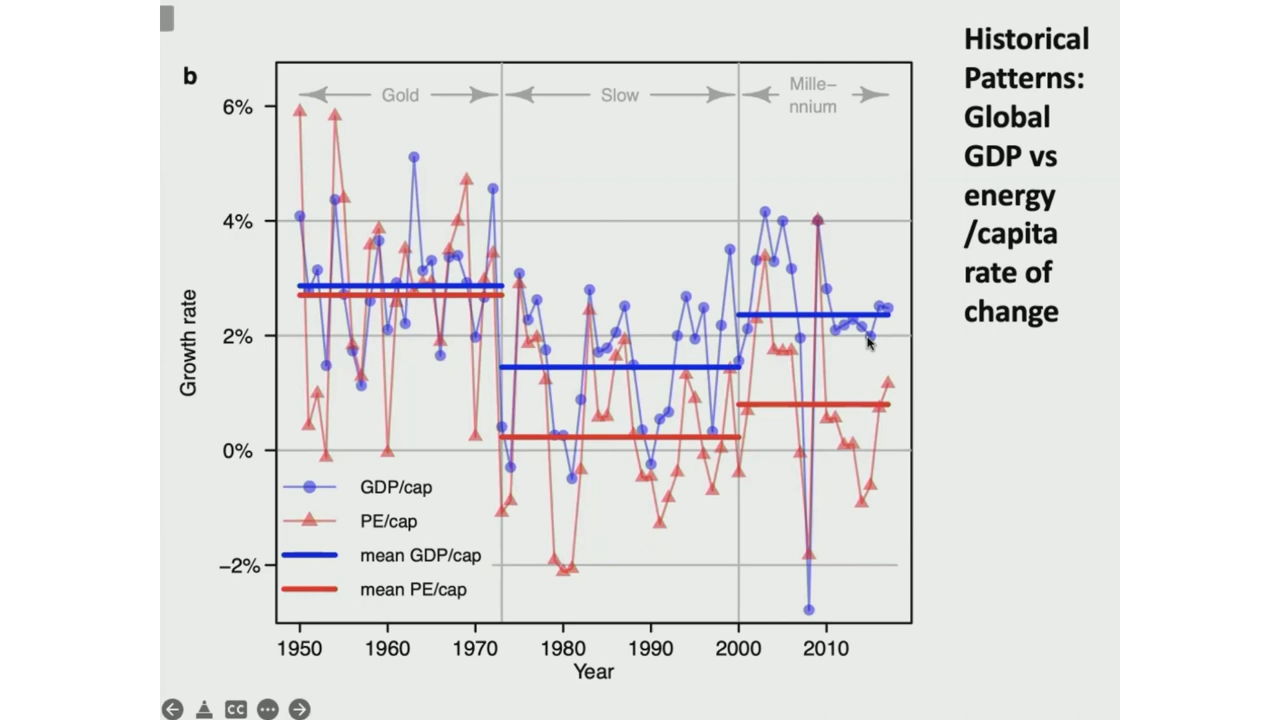 Historical
Patterns:
Global
GDP vs
energy
/capita
rate of
change
b
Gold
Slow
Mille–
nnium
6%
4%
2%
0%
−2%
Growth rate
GDP/cap
PE/cap
mean GDP/cap
mean PE/cap
1950 1960 1970 1980 1990 2000 2010
Year
CC